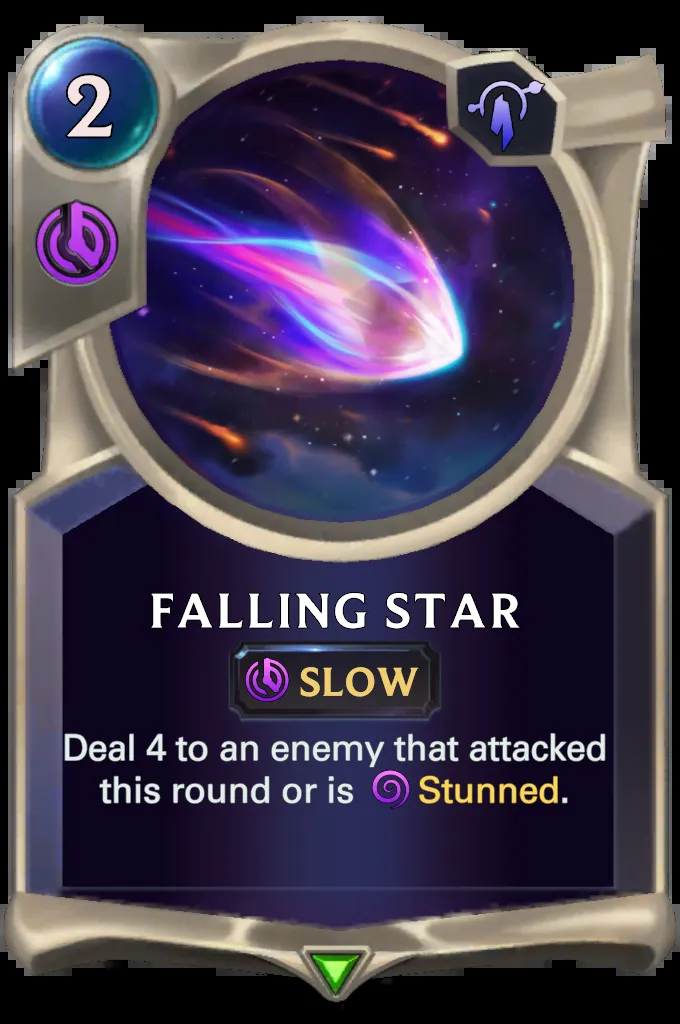 2
FALLING STAR
SLOW
Deal 4 to an enemy that attacked
this round or is Stunned.